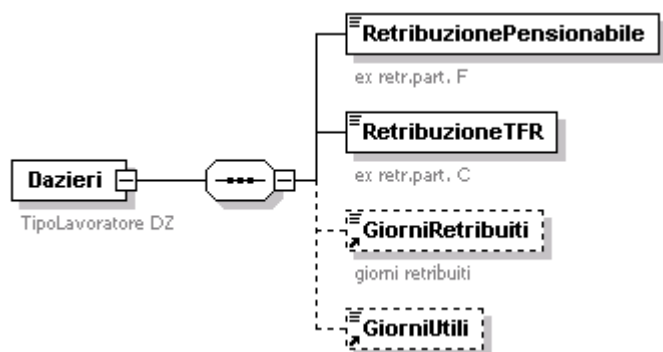 RetribuzionePensionabile
ex retr.part. F
RetribuzioneTFR
ex retr.part. C
Dazieri
TipoLavoratore DZ
GiorniRetribuiti
giorni retribuiti
GiorniUtili